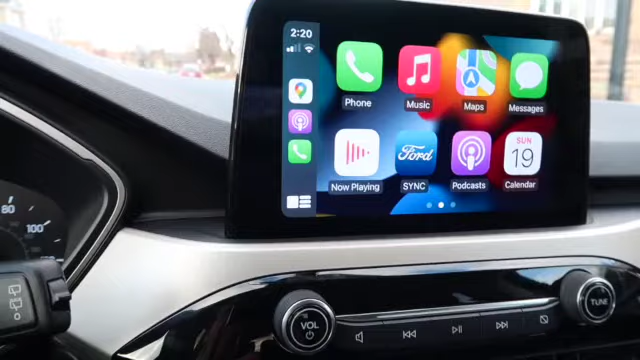 2:20
Phone
Music
Maps
Messages
SUN
19
Ford
Now Playing
SYNC
Podcasts
Calendar
80
100
VOL
TUNE